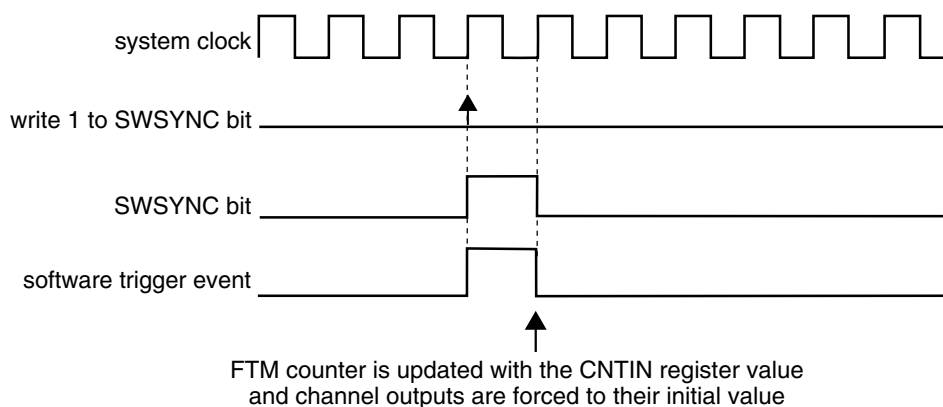 system clock
write 1 to SWSYNC bit
SWSYNC bit
software trigger event
FTM counter is updated with the CNTIN register value
and channel outputs are forced to their initial value